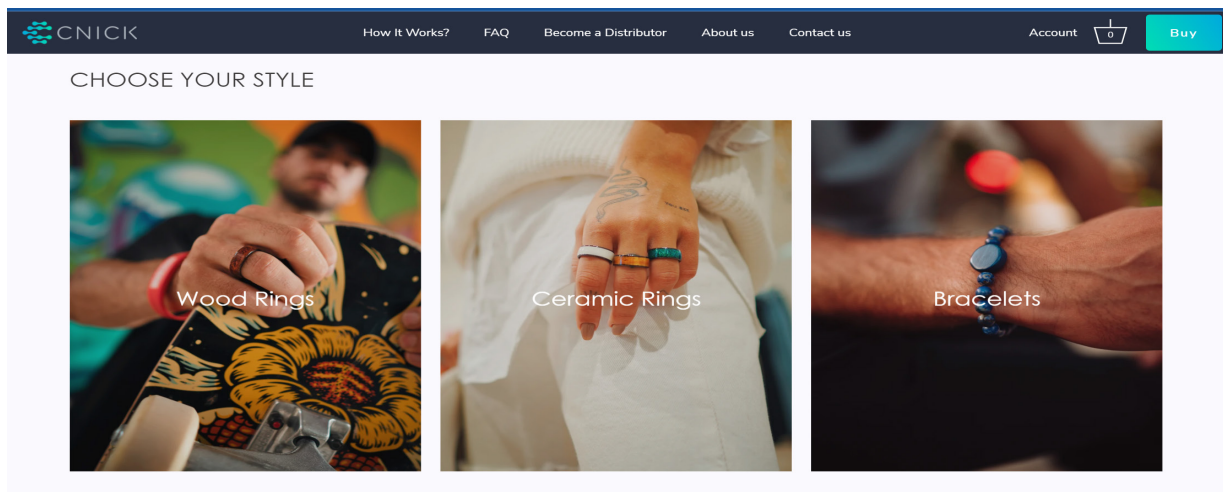 CNICK How It Works? FAQ Become a Distributor About us Contact us Account 0 Buy
CHOOSE YOUR STYLE
Wood Rings Ceramic Rings Bracelets